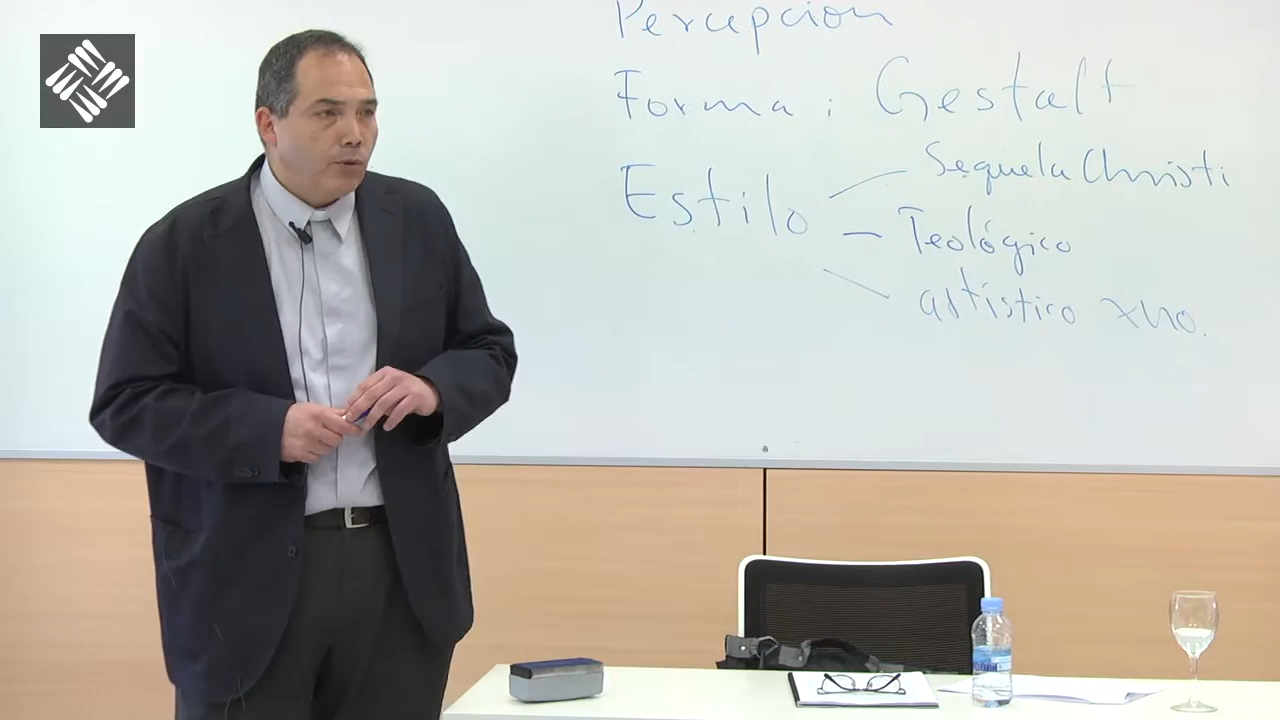 Percepcion
Forma: Gestalt
Estilo
Sequela Christi
Teológico
artístico xno.